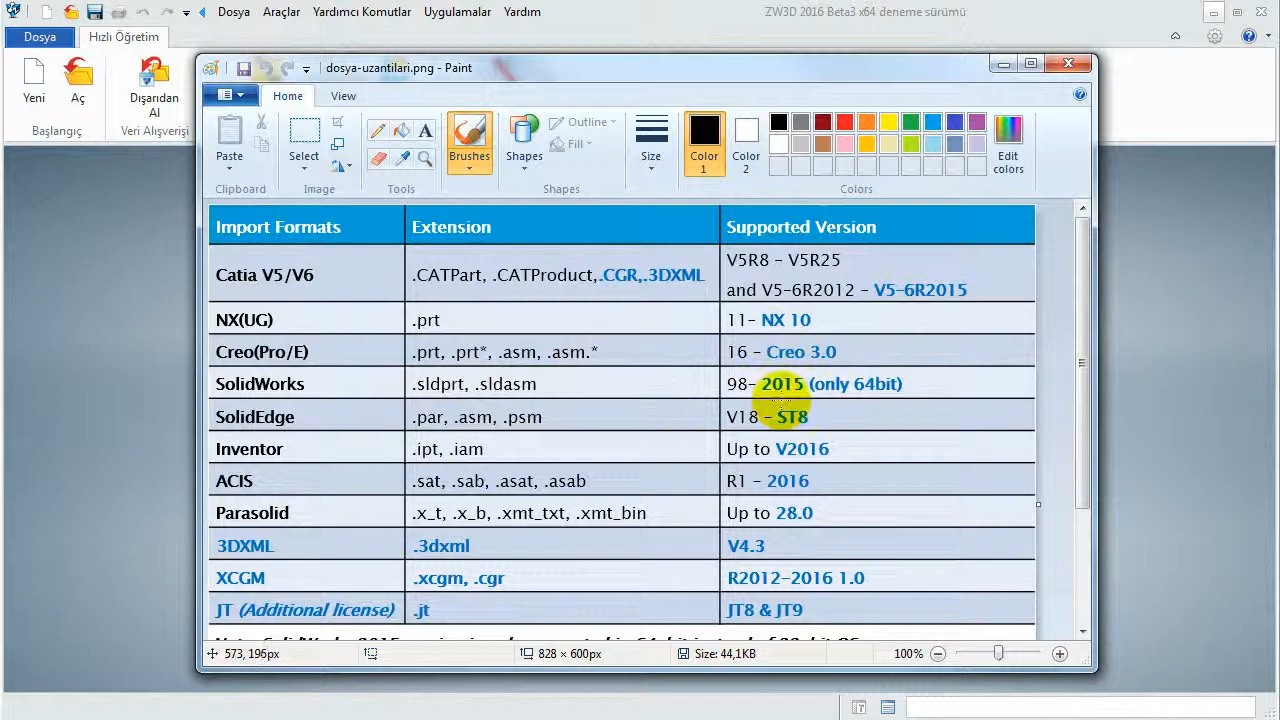 Dosya Araçlar Yardımcı Komutlar Uygulamalar Yardım ZW3D 2016 Beta3 x64 deneme sürümü
Dosya Hızlı Öğretim
Yeni Aç Dışarıdan Al
Başlangıç Veri Alışverişi
dosya-uzantilari.png - Paint
Home View
Paste Select Brushes Shapes Outline Fill Size Color 1 Color 2 Edit colors
Clipboard Image Tools Shapes Colors
Import Formats Extension Supported Version
Catia V5/V6 .CATPart, .CATProduct,.CGR,.3DXML V5R8 – V5R25
and V5-6R2012 – V5-6R2015
NX(UG) .prt 11– NX 10
Creo(Pro/E) .prt, .prt*, .asm, .asm.* 16 – Creo 3.0
SolidWorks .sldprt, .sldasm 98– 2015 (only 64bit)
SolidEdge .par, .asm, .psm V18 – ST8
Inventor .ipt, .iam Up to V2016
ACIS .sat, .sab, .asat, .asab R1 – 2016
Parasolid .x_t, .x_b, .xmt_txt, .xmt_bin Up to 28.0
3DXML .3dxml V4.3
XCGM .xcgm, .cgr R2012-2016 1.0
JT (Additional license) .jt JT8 & JT9
573, 196px 828 × 600px Size: 44,1KB 100%